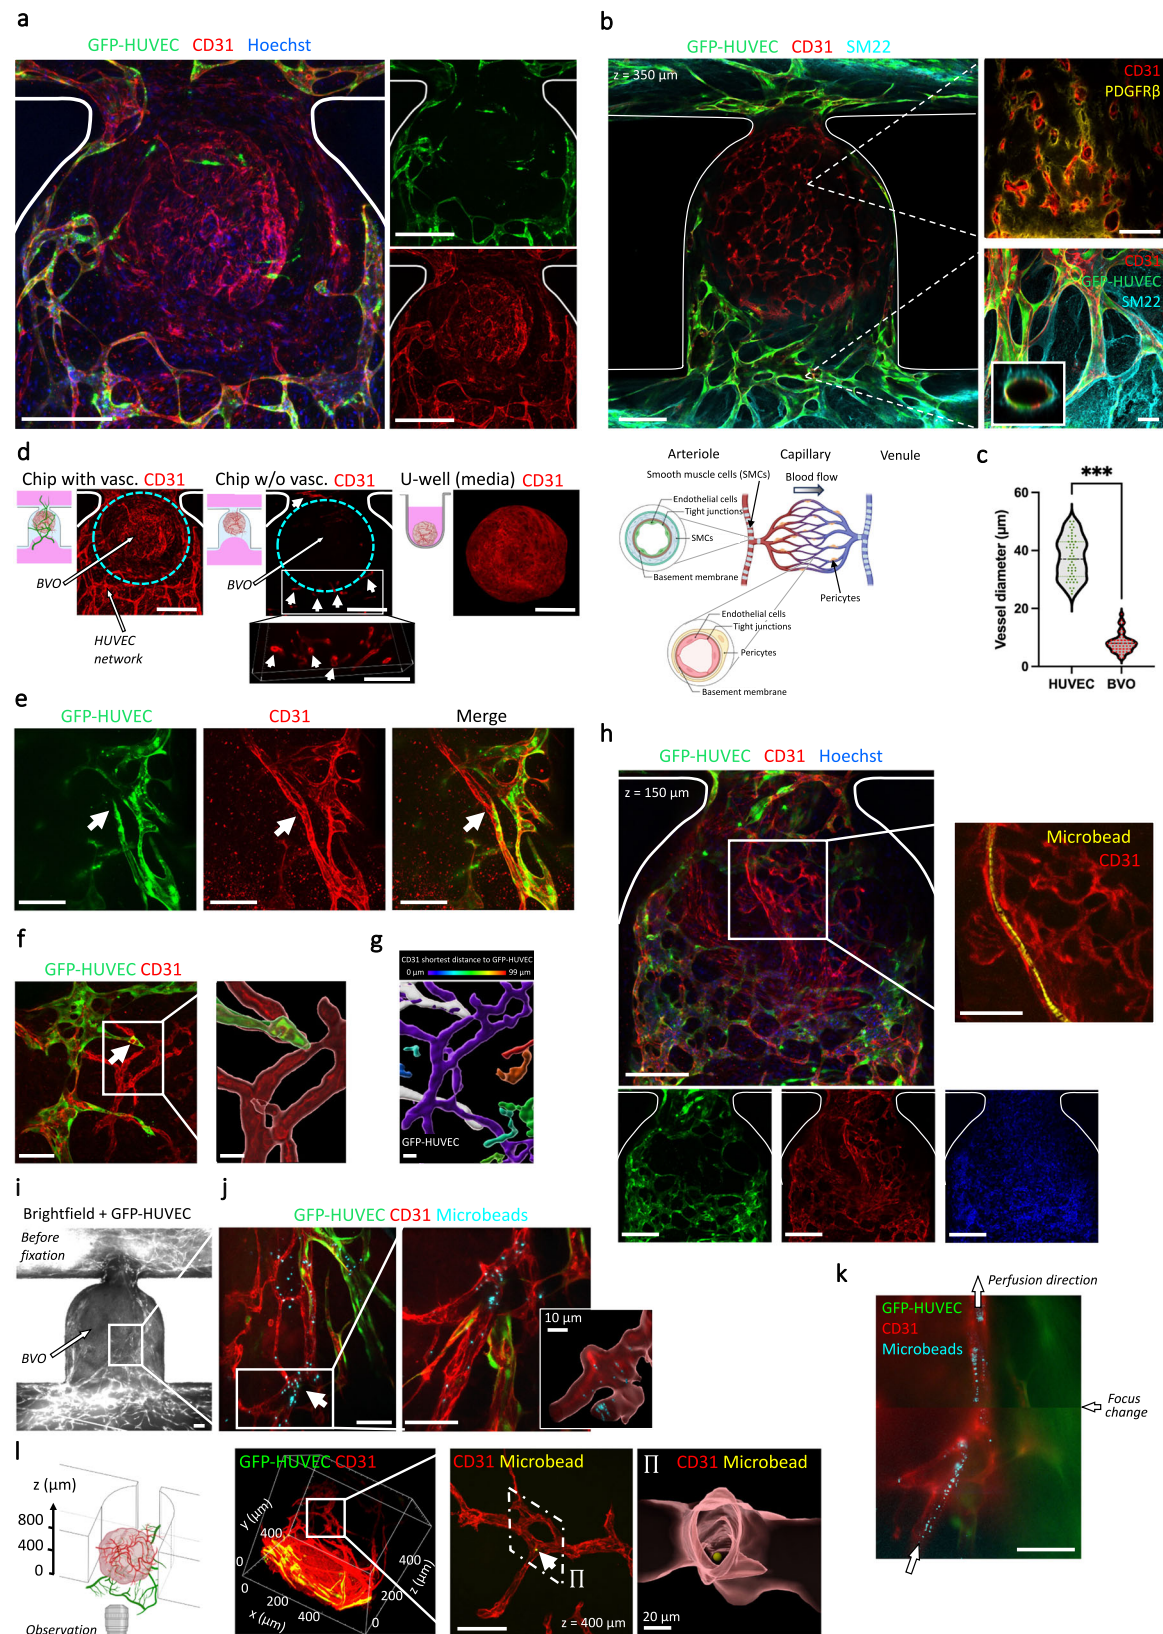 a
GFP-HUVEC CD31 Hoechst
b
GFP-HUVEC CD31 SM22
z = 350 µm
CD31
PDGFRβ
CD31
GFP-HUVEC
SM22
d
Chip with vasc. CD31
Chip w/o vasc. CD31
U-well (media) CD31
BVO
BVO
HUVEC
network
Arteriole
Capillary
Venule
Smooth muscle cells (SMCs)
Blood flow
Endothelial cells
Tight junctions
SMCs
Basement membrane
Pericytes
Endothelial cells
Tight junctions
Pericytes
Basement membrane
c
***
Vessel diameter (µm)
60
40
20
0
HUVEC
BVO
e
GFP-HUVEC
CD31
Merge
f
GFP-HUVEC CD31
g
CD31 shortest distance to GFP-HUVEC
0 µm
99 µm
GFP-HUVEC
h
GFP-HUVEC CD31 Hoechst
z = 150 µm
Microbead
CD31
i
Brightfield + GFP-HUVEC
Before
fixation
BVO
j
GFP-HUVEC CD31 Microbeads
10 µm
k
Perfusion direction
GFP-HUVEC
CD31
Microbeads
Focus
change
l
z (µm)
800
400
0
Observation
GFP-HUVEC CD31
y (µm)
400
0
0
200
x (µm)
400
0
200
z (µm)
400
CD31 Microbead
∏
z = 400 µm
∏
CD31 Microbead
20 µm